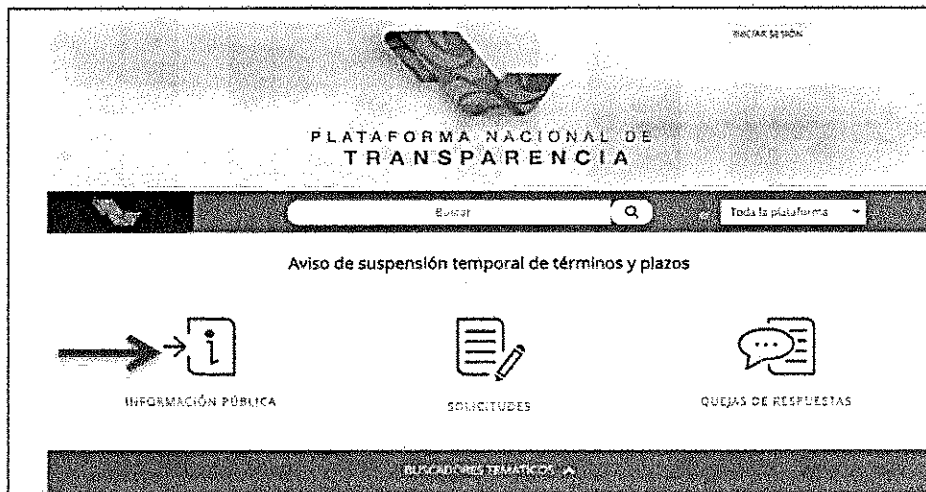 INICIAR SESIÓN
PLATAFORMA NACIONAL DE
TRANSPARENCIA
Buscar
Toda la plataforma
Aviso de suspensión temporal de términos y plazos
INFORMACIÓN PÚBLICA
SOLICITUDES
QUEJAS DE RESPUESTAS
BUSCADORES TEMÁTICOS